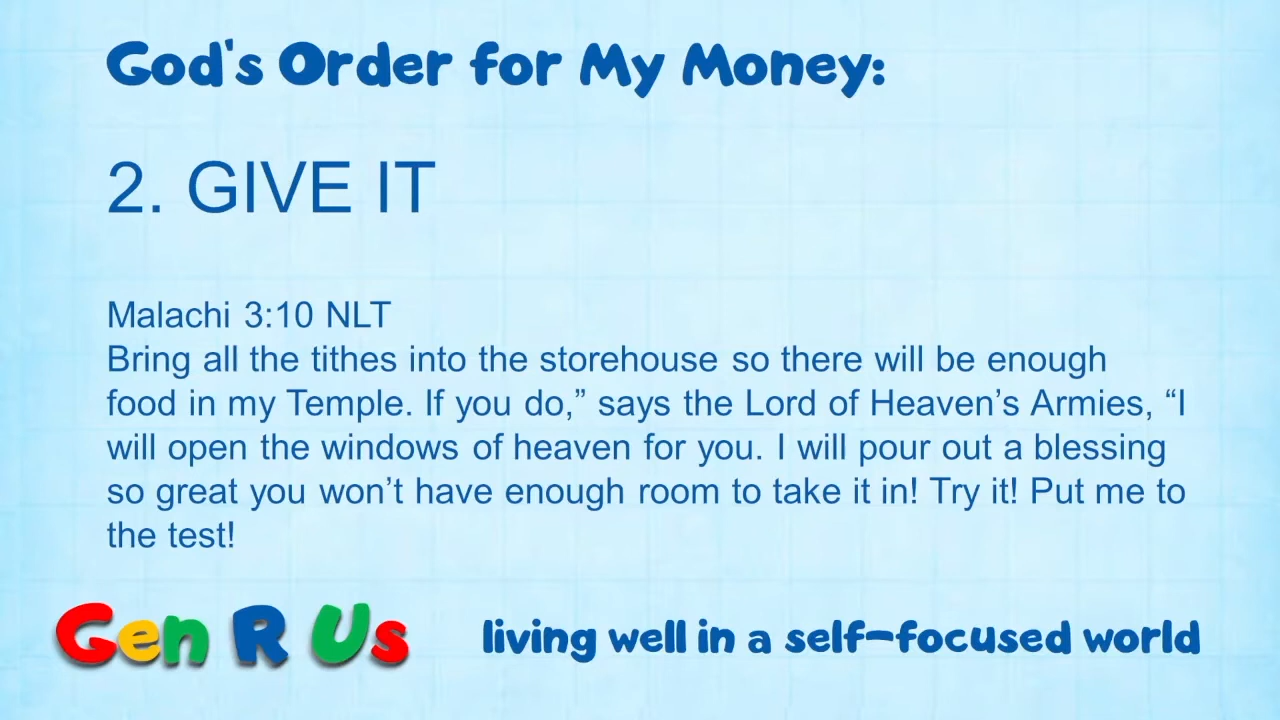 God's Order for My Money:
2. GIVE IT
Malachi 3:10 NLT
Bring all the tithes into the storehouse so there will be enough
food in my Temple. If you do,” says the Lord of Heaven’s Armies, “I
will open the windows of heaven for you. I will pour out a blessing
so great you won’t have enough room to take it in! Try it! Put me to
the test!
Gen R Us
living well in a self-focused world